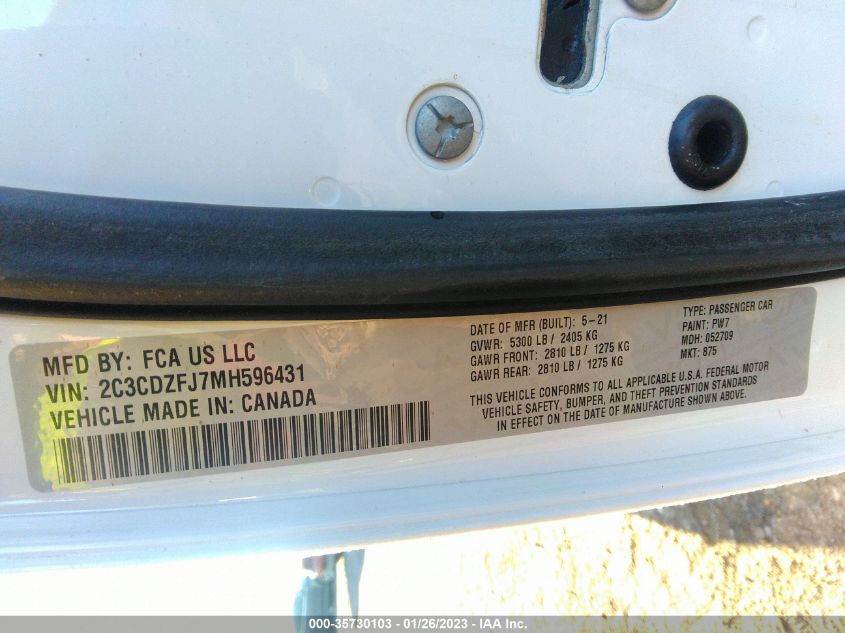 MFD BY: FCA US LLC
VIN: 2C3CDZFJ7MH596431
VEHICLE MADE IN: CANADA
DATE OF MFR (BUILT): 5-21
GVWR: 5300 LB / 2405 KG
GAWR FRONT: 2810 LB / 1275 KG
GAWR REAR: 2810 LB / 1275 KG
TYPE: PASSENGER CAR
PAINT: PW7
MDH: 052709
MKT: 875
THIS VEHICLE CONFORMS TO ALL APPLICABLE U.S.A. FEDERAL MOTOR
VEHICLE SAFETY, BUMPER, AND THEFT PREVENTION STANDARDS
IN EFFECT ON THE DATE OF MANUFACTURE SHOWN ABOVE.
000-35730103 - 01/26/2023 - IAA Inc.